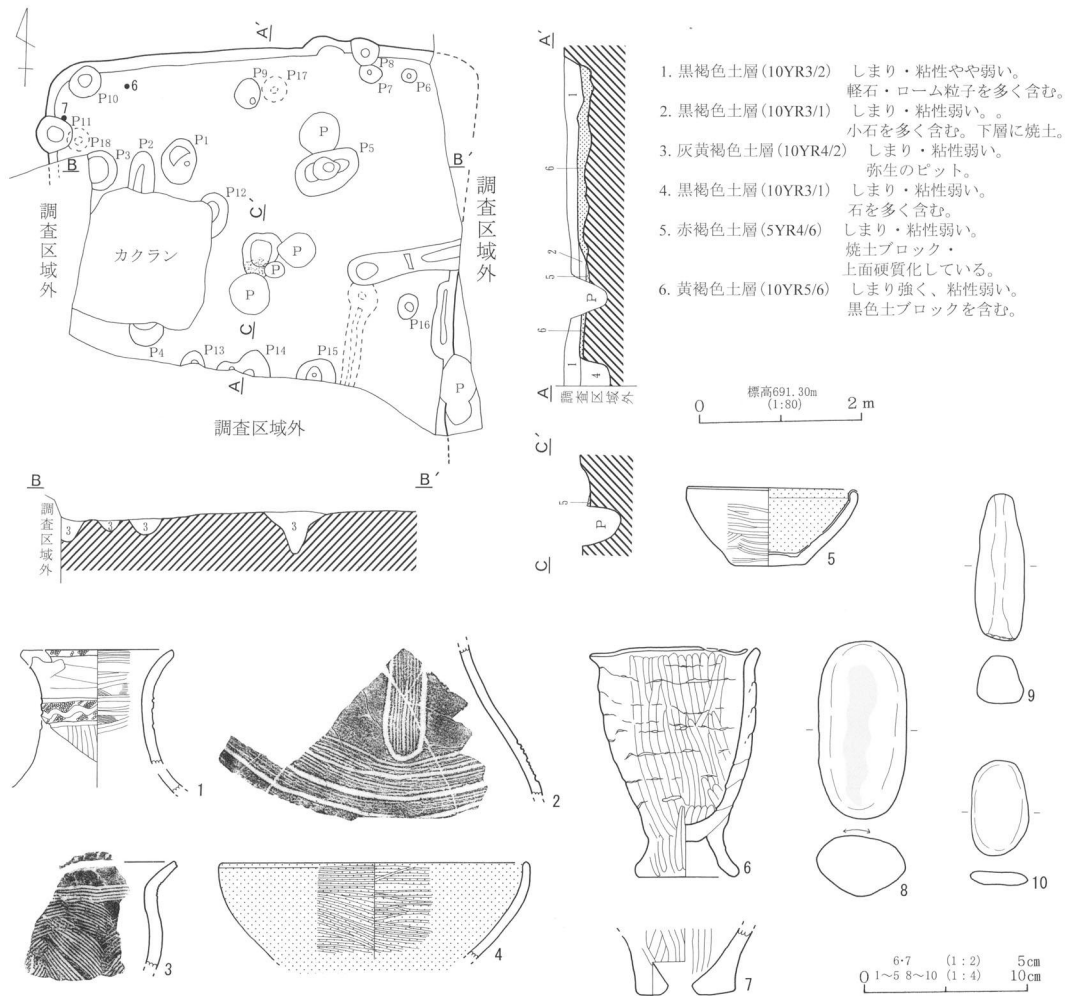 A′
P8
P7
P6
P9
P17
P10
6
7
P11
P18
P3
P2
P1
P
P5
B
B′
調査区域外
調査区域外
P12
C′
カクラン
P
P
P
C
P16
P4
P13
P14
P15
P
A
調査区域外
A′
1
6
2
5
P
6
1
4
A
調査区域外
1. 黒褐色土層(10YR3/2) しまり・粘性やや弱い。
軽石・ローム粒子を多く含む。
2. 黒褐色土層(10YR3/1) しまり・粘性弱い。。
小石を多く含む。下層に焼土。
3. 灰黄褐色土層(10YR4/2) しまり・粘性弱い。
弥生のピット。
4. 黒褐色土層(10YR3/1) しまり・粘性弱い。
石を多く含む。
5. 赤褐色土層(5YR4/6) しまり・粘性弱い。
焼土ブロック・
上面硬質化している。
6. 黄褐色土層(10YR5/6) しまり強く、粘性弱い。
黒色土ブロックを含む。
標高691.30m
(1:80)
0 2 m
B B′
調査区域外
3 3 3 3
C′
5
P
C
5
9
1
2
6
8
10
3
4
7
6・7 (1:2) 5cm
0 1～5 8～10 (1:4) 10cm